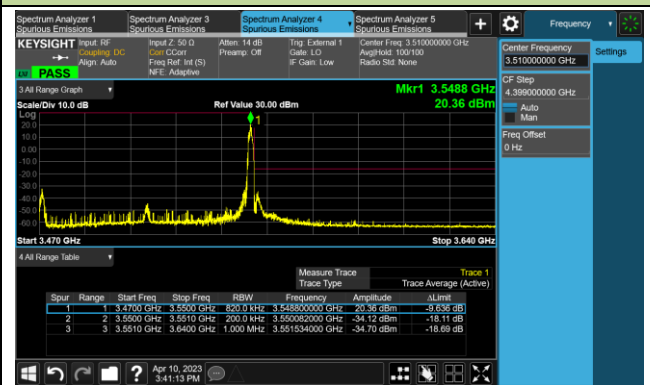 Spectrum Analyzer 1
Spurious Emissions
Spectrum Analyzer 3
Spurious Emissions
Spectrum Analyzer 4
Spurious Emissions
Spectrum Analyzer 5
Spurious Emissions
+
Frequency
KEYSIGHT
Input: RF
Coupling: DC
Align: Auto
Input Z: 50 Ω
Corr CCorr
Freq Ref: Int (S)
NFE: Adaptive
Atten: 14 dB
Preamp: Off
Trig: External 1
Gate: LO
IF Gain: Low
Center Freq: 3.510000000 GHz
Avg|Hold: 100/100
Radio Std: None
PASS
Center Frequency
3.510000000 GHz
Settings
CF Step
4.399000000 GHz
Auto
Man
Freq Offset
0 Hz
3 All Range Graph
Mkr1 3.5488 GHz
20.36 dBm
Scale/Div 10.0 dB
Ref Value 30.00 dBm
Log
20.0
10.0
0.00
-10.0
-20.0
-30.0
-40.0
-50.0
-60.0
1
Start 3.470 GHz
Stop 3.640 GHz
4 All Range Table
Measure Trace Trace 1
Trace Type Trace Average (Active)
Spur Range Start Freq Stop Freq RBW Frequency Amplitude ΔLimit
1 1 3.4700 GHz 3.5500 GHz 820.0 kHz 3.548800000 GHz 20.36 dBm -9.636 dB
2 2 3.5500 GHz 3.5510 GHz 200.0 kHz 3.550082000 GHz -34.12 dBm -18.11 dB
3 3 3.5510 GHz 3.6400 GHz 1.000 MHz 3.551534000 GHz -34.70 dBm -18.69 dB
?
Apr 10, 2023
3:41:13 PM